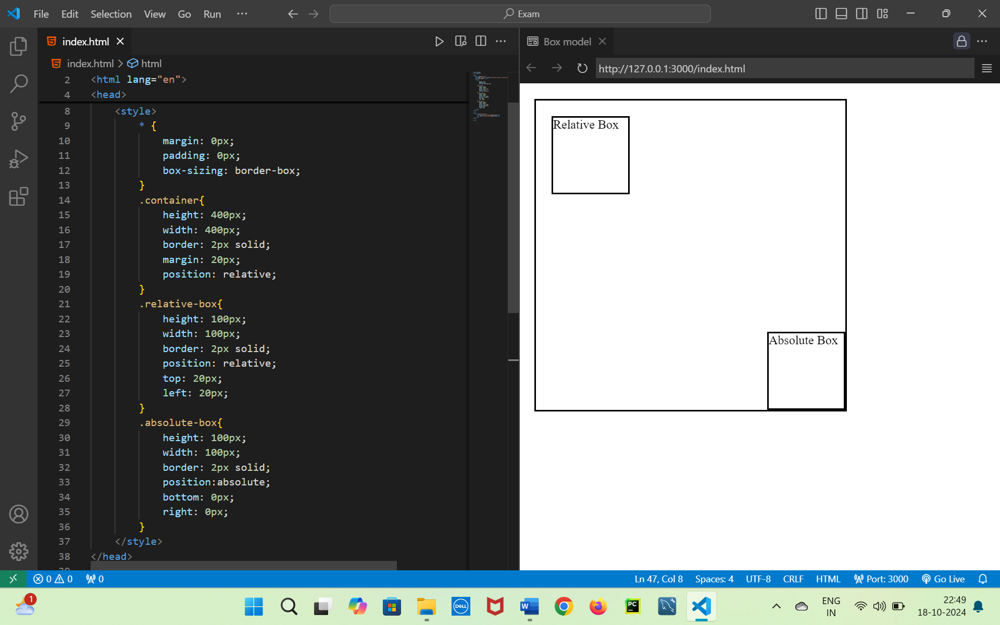 File Edit Selection View Go Run ··· Exam
index.html Box model
index.html > html http://127.0.0.1:3000/index.html
2 <html lang="en">
4 <head>
8 <style>
9 * {
10 margin: 0px;
11 padding: 0px;
12 box-sizing: border-box;
13 }
14 .container{
15 height: 400px;
16 width: 400px;
17 border: 2px solid;
18 margin: 20px;
19 position: relative;
20 }
21 .relative-box{
22 height: 100px;
23 width: 100px;
24 border: 2px solid;
25 position: relative;
26 top: 20px;
27 left: 20px;
28 }
29 .absolute-box{
30 height: 100px;
31 width: 100px;
32 border: 2px solid;
33 position:absolute;
34 bottom: 0px;
35 right: 0px;
36 }
37 </style>
38 </head>
Relative Box
Absolute Box
0 0 0 Ln 47, Col 8 Spaces: 4 UTF-8 CRLF HTML Port: 3000 Go Live
1 DELL W PC ENG 22:49
IN 18-10-2024